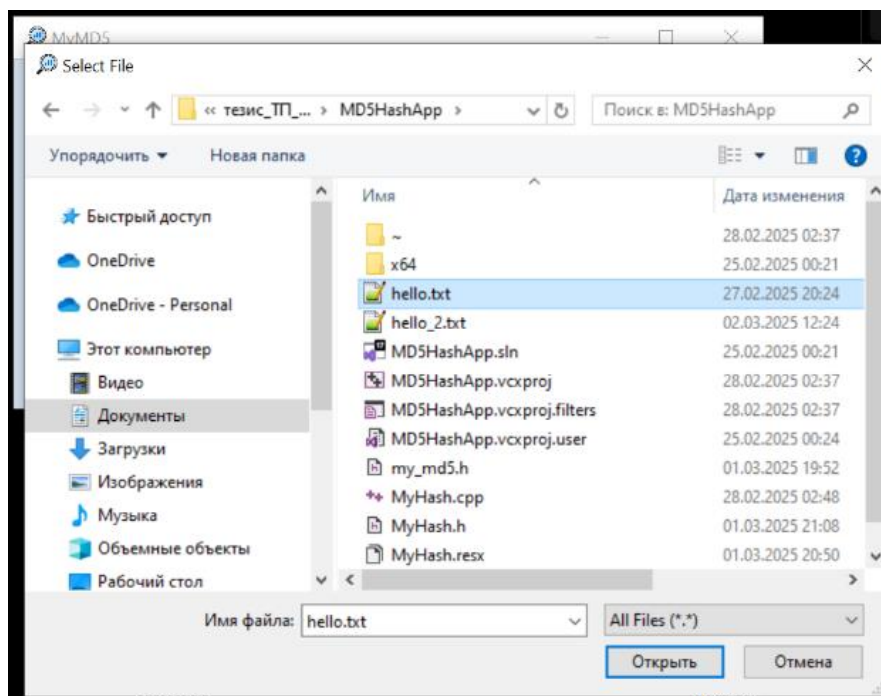 MyMD5
Select File
« тезис_ТП_... > MD5HashApp >
Поиск в: MD5HashApp
Упорядочить
Новая папка
Быстрый доступ
OneDrive
OneDrive - Personal
Этот компьютер
Видео
Документы
Загрузки
Изображения
Музыка
Объемные объекты
Рабочий стол
Имя Дата изменения
~ 28.02.2025 02:37
x64 25.02.2025 00:21
hello.txt 27.02.2025 20:24
hello_2.txt 02.03.2025 12:24
MD5HashApp.sln 25.02.2025 00:21
MD5HashApp.vcxproj 28.02.2025 02:37
MD5HashApp.vcxproj.filters 28.02.2025 02:37
MD5HashApp.vcxproj.user 25.02.2025 00:24
my_md5.h 01.03.2025 19:52
MyHash.cpp 28.02.2025 02:48
MyHash.h 01.03.2025 21:08
MyHash.resx 01.03.2025 20:50
Имя файла: hello.txt
All Files (*.*)
Открыть
Отмена